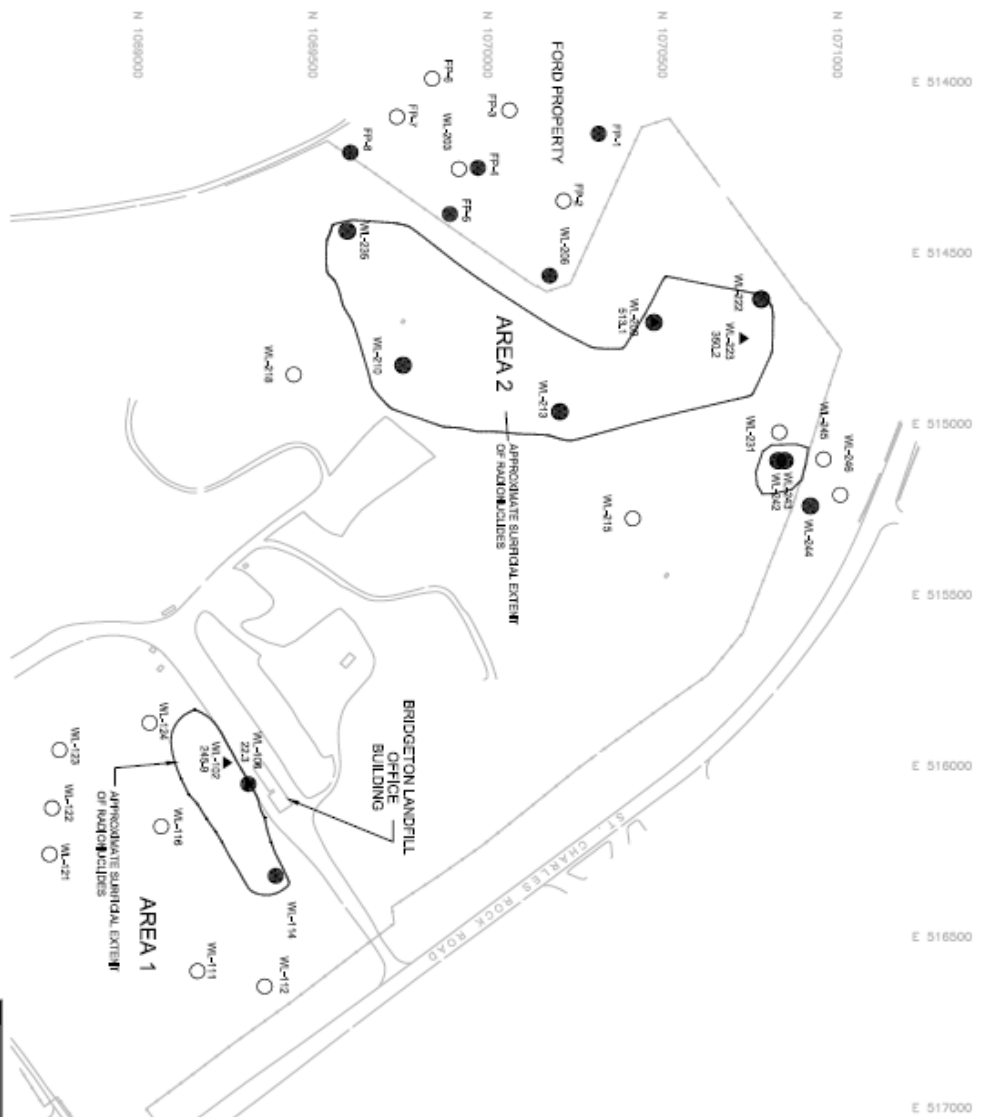 N 1069000
N 1069500
N 1070000
N 1070500
N 1071000
E 514000
E 514500
E 515000
E 515500
E 516000
E 516500
E 517000
FORD PROPERTY
FP-6
FP-3
FP-1
FP-7
WL-203
FP-4
FP-2
FP-8
FP-5
WL-206
WL-235
WL-222
WL-209
513.1
WL-223
350.2
AREA 2
WL-210
WL-218
WL-213
APPROXIMATE SURFICIAL EXTENT
OF RADIONUCLIDES
WL-231
WL-245
WL-246
WL-243
WL-242
WL-244
WL-215
BRIDGETON LANDFILL
OFFICE
BUILDING
ST. CHARLES ROCK ROAD
WL-124
WL-123
WL-122
WL-121
WL-106
22.3
WL-102
WL-116
WL-114
WL-111
WL-112
AREA 1
APPROXIMATE SURFICIAL EXTENT
OF RADIONUCLIDES